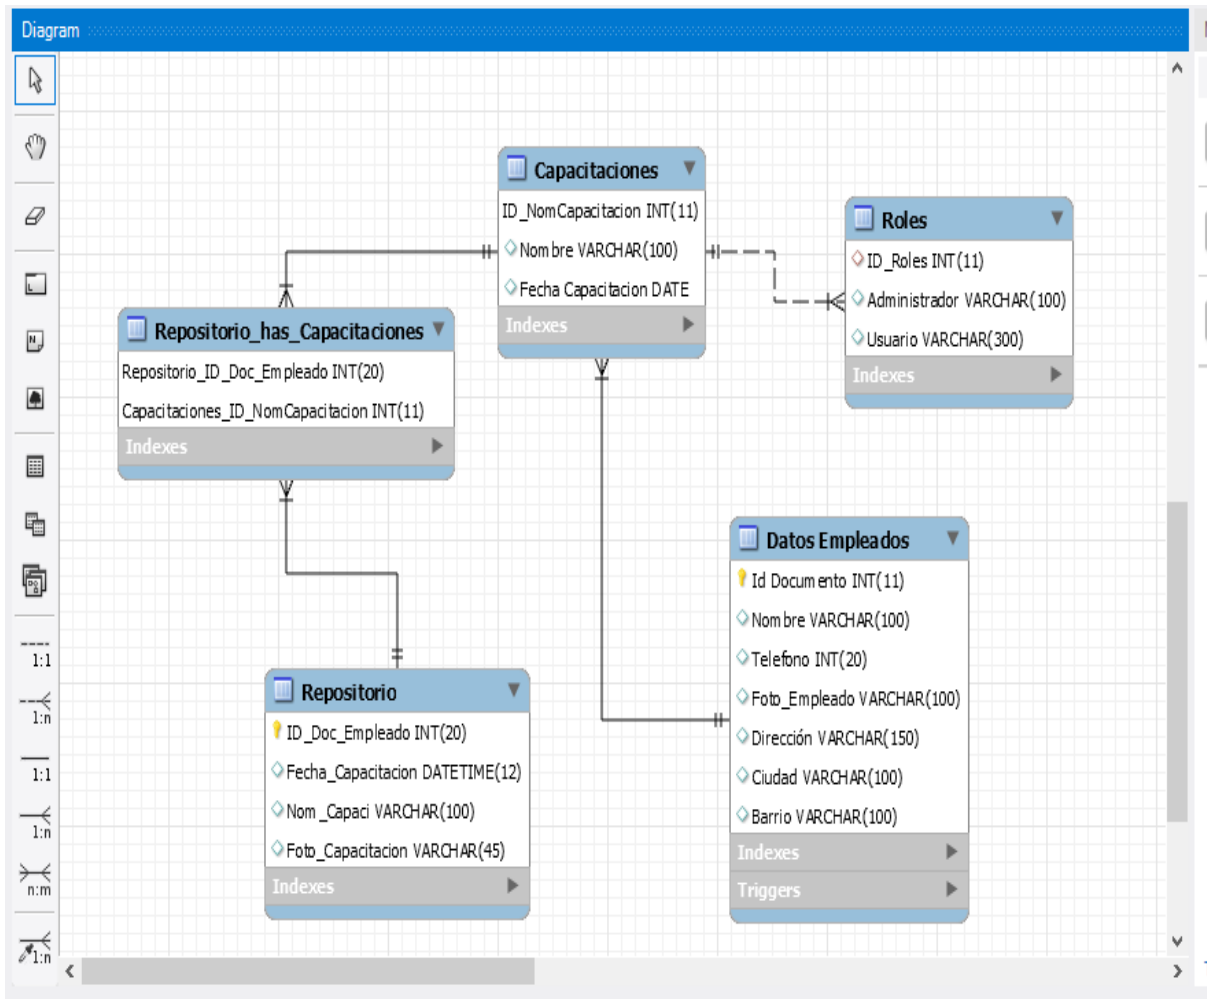 Diagram
Capacitaciones
ID_NomCapacitacion INT(11)
Nombre VARCHAR(100)
Fecha Capacitacion DATE
Indexes
Roles
ID_Roles INT(11)
Administrador VARCHAR(100)
Usuario VARCHAR(300)
Indexes
Repositorio_has_Capacitaciones
Repositorio_ID_Doc_Empleado INT(20)
Capacitaciones_ID_NomCapacitacion INT(11)
Indexes
Datos Empleados
Id Documento INT(11)
Nombre VARCHAR(100)
Telefono INT(20)
Foto_Empleado VARCHAR(100)
Dirección VARCHAR(150)
Ciudad VARCHAR(100)
Barrio VARCHAR(100)
Indexes
Triggers
Repositorio
ID_Doc_Empleado INT(20)
Fecha_Capacitacion DATETIME(12)
Nom_Capaci VARCHAR(100)
Foto_Capacitacion VARCHAR(45)
Indexes
1:1
1:n
1:1
1:n
n:m
1:n